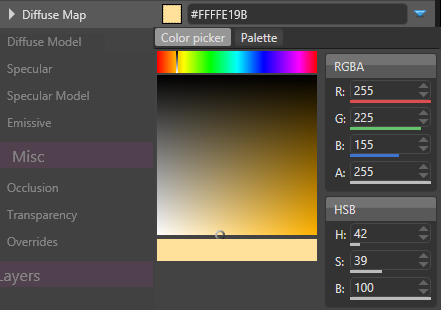 Diffuse Map #FFFFE19B
Color picker Palette
Diffuse Model
Specular
Specular Model
Emissive
Misc
Occlusion
Transparency
Overrides
Layers
RGBA
R: 255
G: 225
B: 155
A: 255
HSB
H: 42
S: 39
B: 100